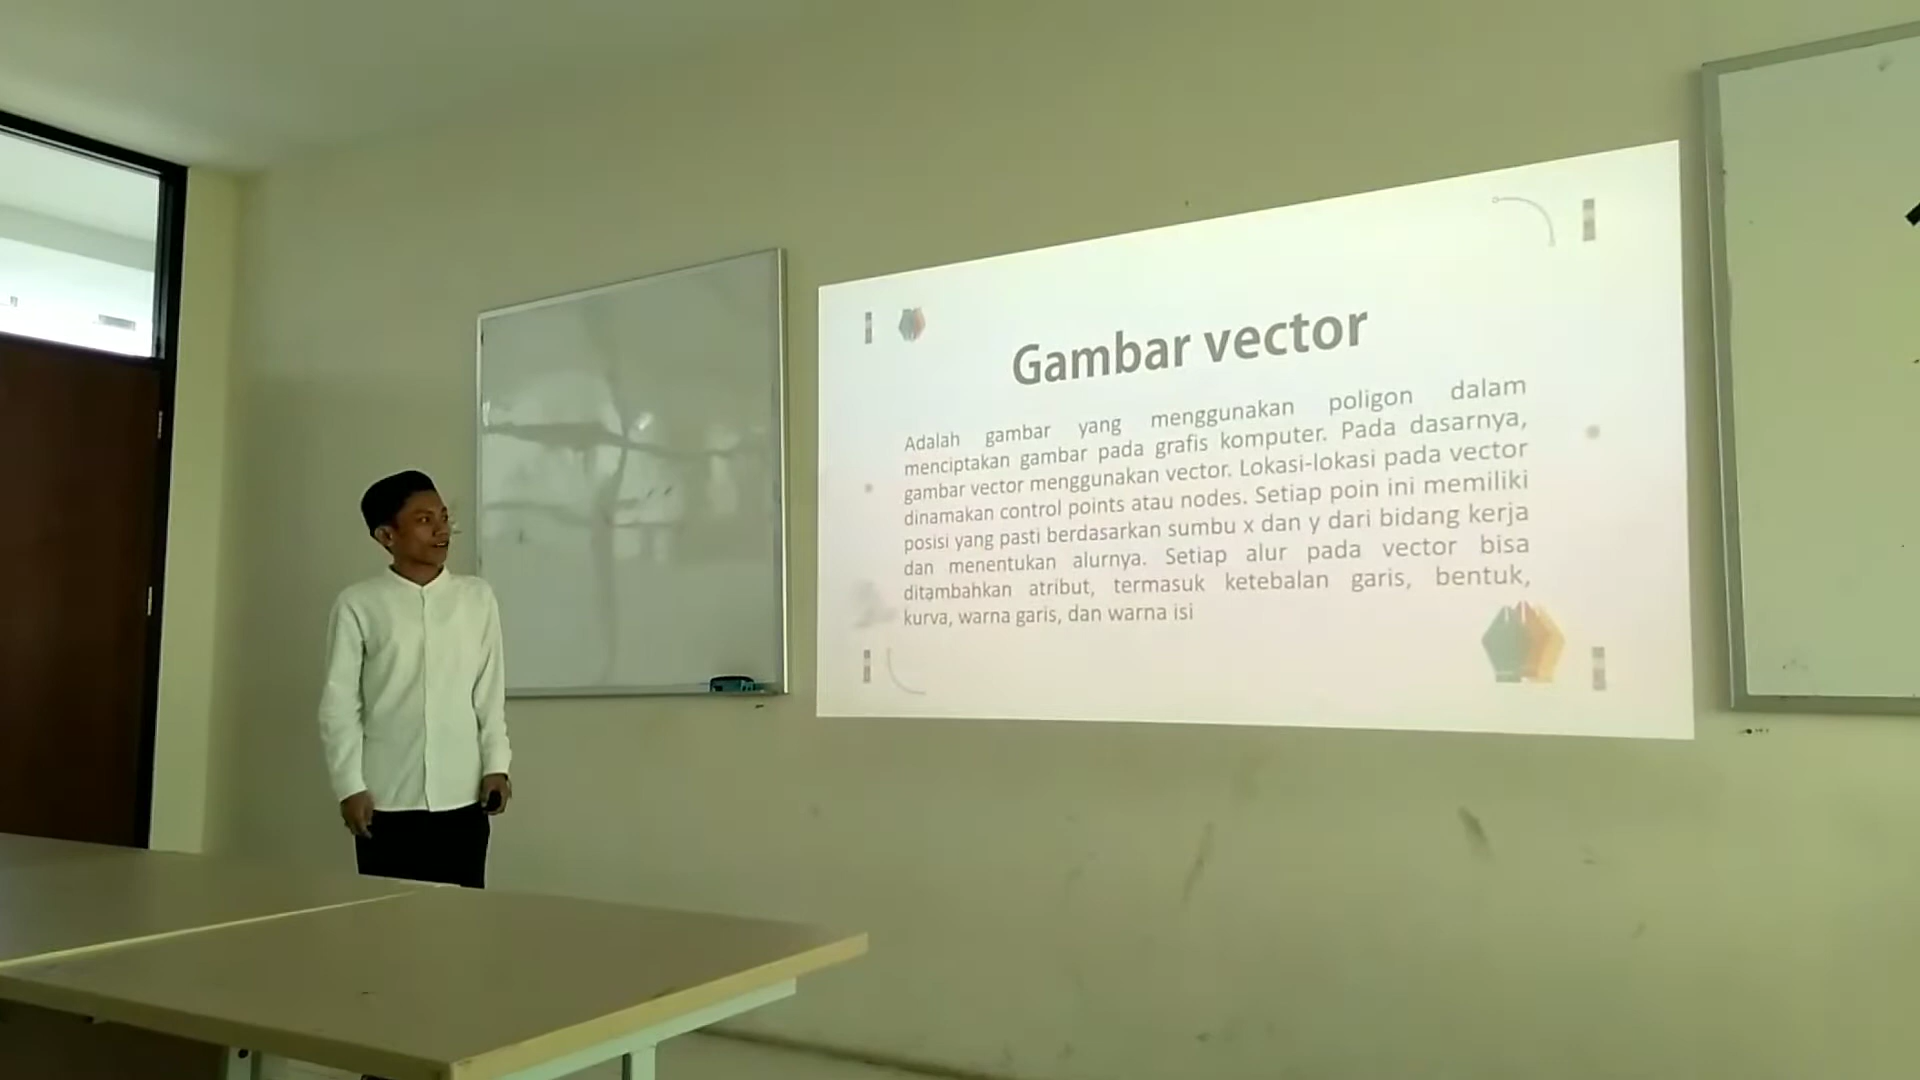 Gambar vector
Adalah gambar yang menggunakan poligon dalam
menciptakan gambar pada grafis komputer. Pada dasarnya,
gambar vector menggunakan vector. Lokasi-lokasi pada vector
dinamakan control points atau nodes. Setiap poin ini memiliki
posisi yang pasti berdasarkan sumbu x dan y dari bidang kerja
dan menentukan alurnya. Setiap alur pada vector bisa
ditambahkan atribut, termasuk ketebalan garis, bentuk,
kurva, warna garis, dan warna isi